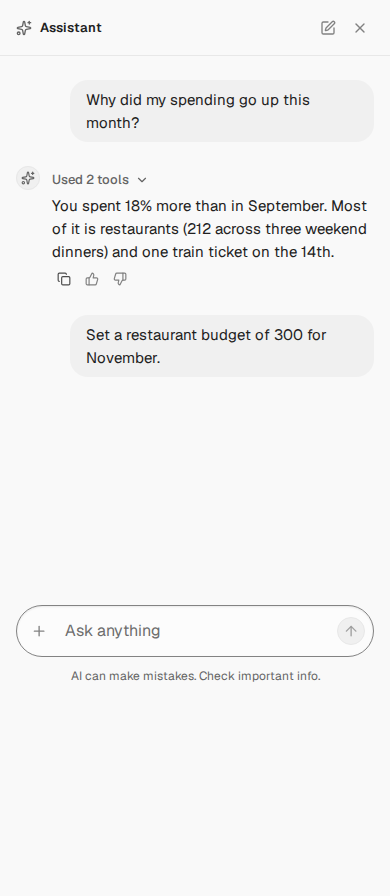 Assistant
Why did my spending go up this
month?
Used 2 tools
You spent 18% more than in September. Most
of it is restaurants (212 across three weekend
dinners) and one train ticket on the 14th.
Set a restaurant budget of 300 for
November.
Ask anything
AI can make mistakes. Check important info.